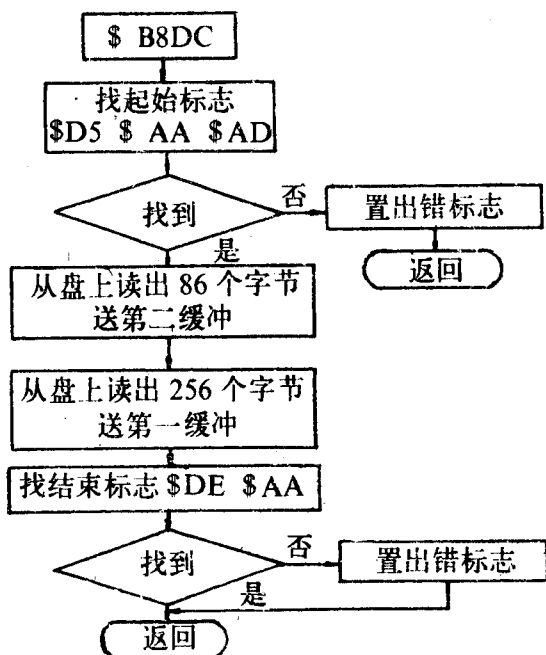 $ B8DC
找起始标志
$D5 $ AA $AD
找到
否
置出错标志
返回
是
从盘上读出 86 个字节
送第二缓冲
从盘上读出 256 个字节
送第一缓冲
找结束标志 $DE $AA
找到
否
置出错标志
是
返回